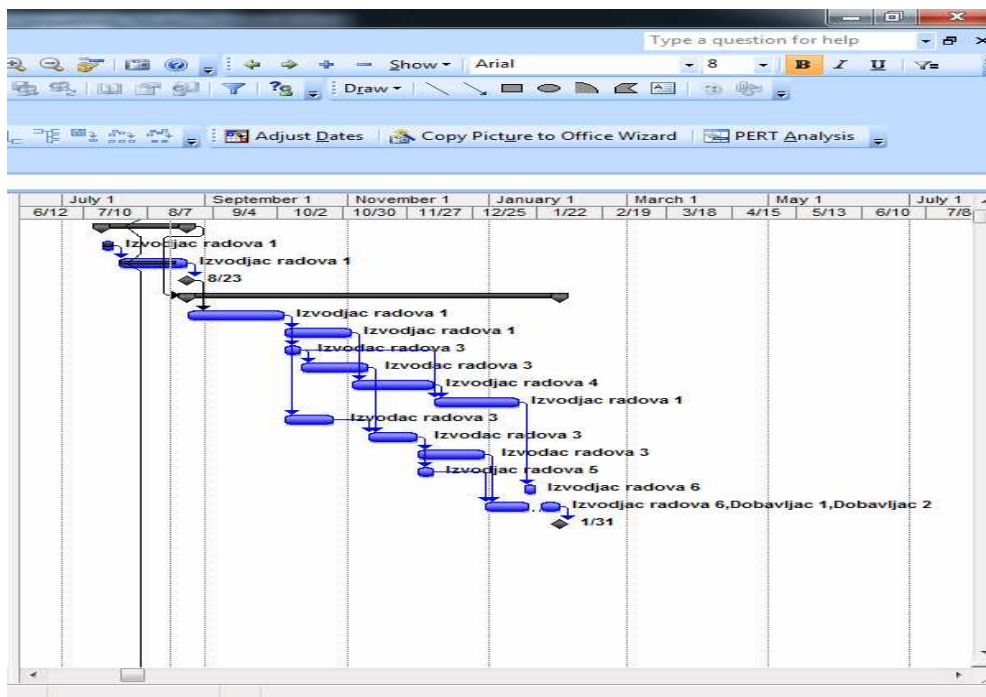 Type a question for help
Show Arial 8 B I U
Draw
Adjust Dates Copy Picture to Office Wizard PERT Analysis
July 1 September 1 November 1 January 1 March 1 May 1 July 1
6/12 7/10 8/7 9/4 10/2 10/30 11/27 12/25 1/22 2/19 3/18 4/15 5/13 6/10 7/8
Izvodjac radova 1
Izvodjac radova 1
8/23
Izvodjac radova 1
Izvodjac radova 1
Izvodac radova 3
Izvodac radova 3
Izvodjac radova 4
Izvodjac radova 1
Izvodac radova 3
Izvodac radova 3
Izvodac radova 3
Izvodjac radova 5
Izvodjac radova 6
Izvodjac radova 6,Dobavljac 1,Dobavljac 2
1/31